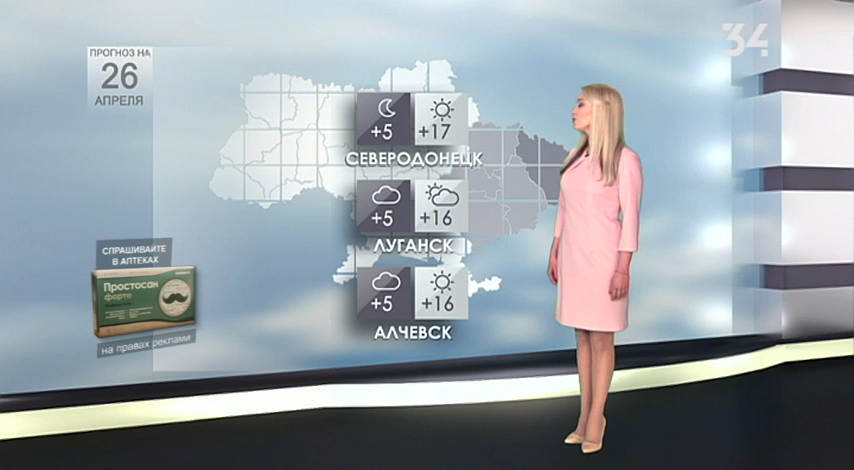 34
ПРОГНОЗ НА
26
АПРЕЛЯ
+5
+17
СЕВЕРОДОНЕЦК
+5
+16
ЛУГАНСК
+5
+16
АЛЧЕВСК
СПРАШИВАЙТЕ
В АПТЕКАХ
Простосан
форте
на правах рекламы